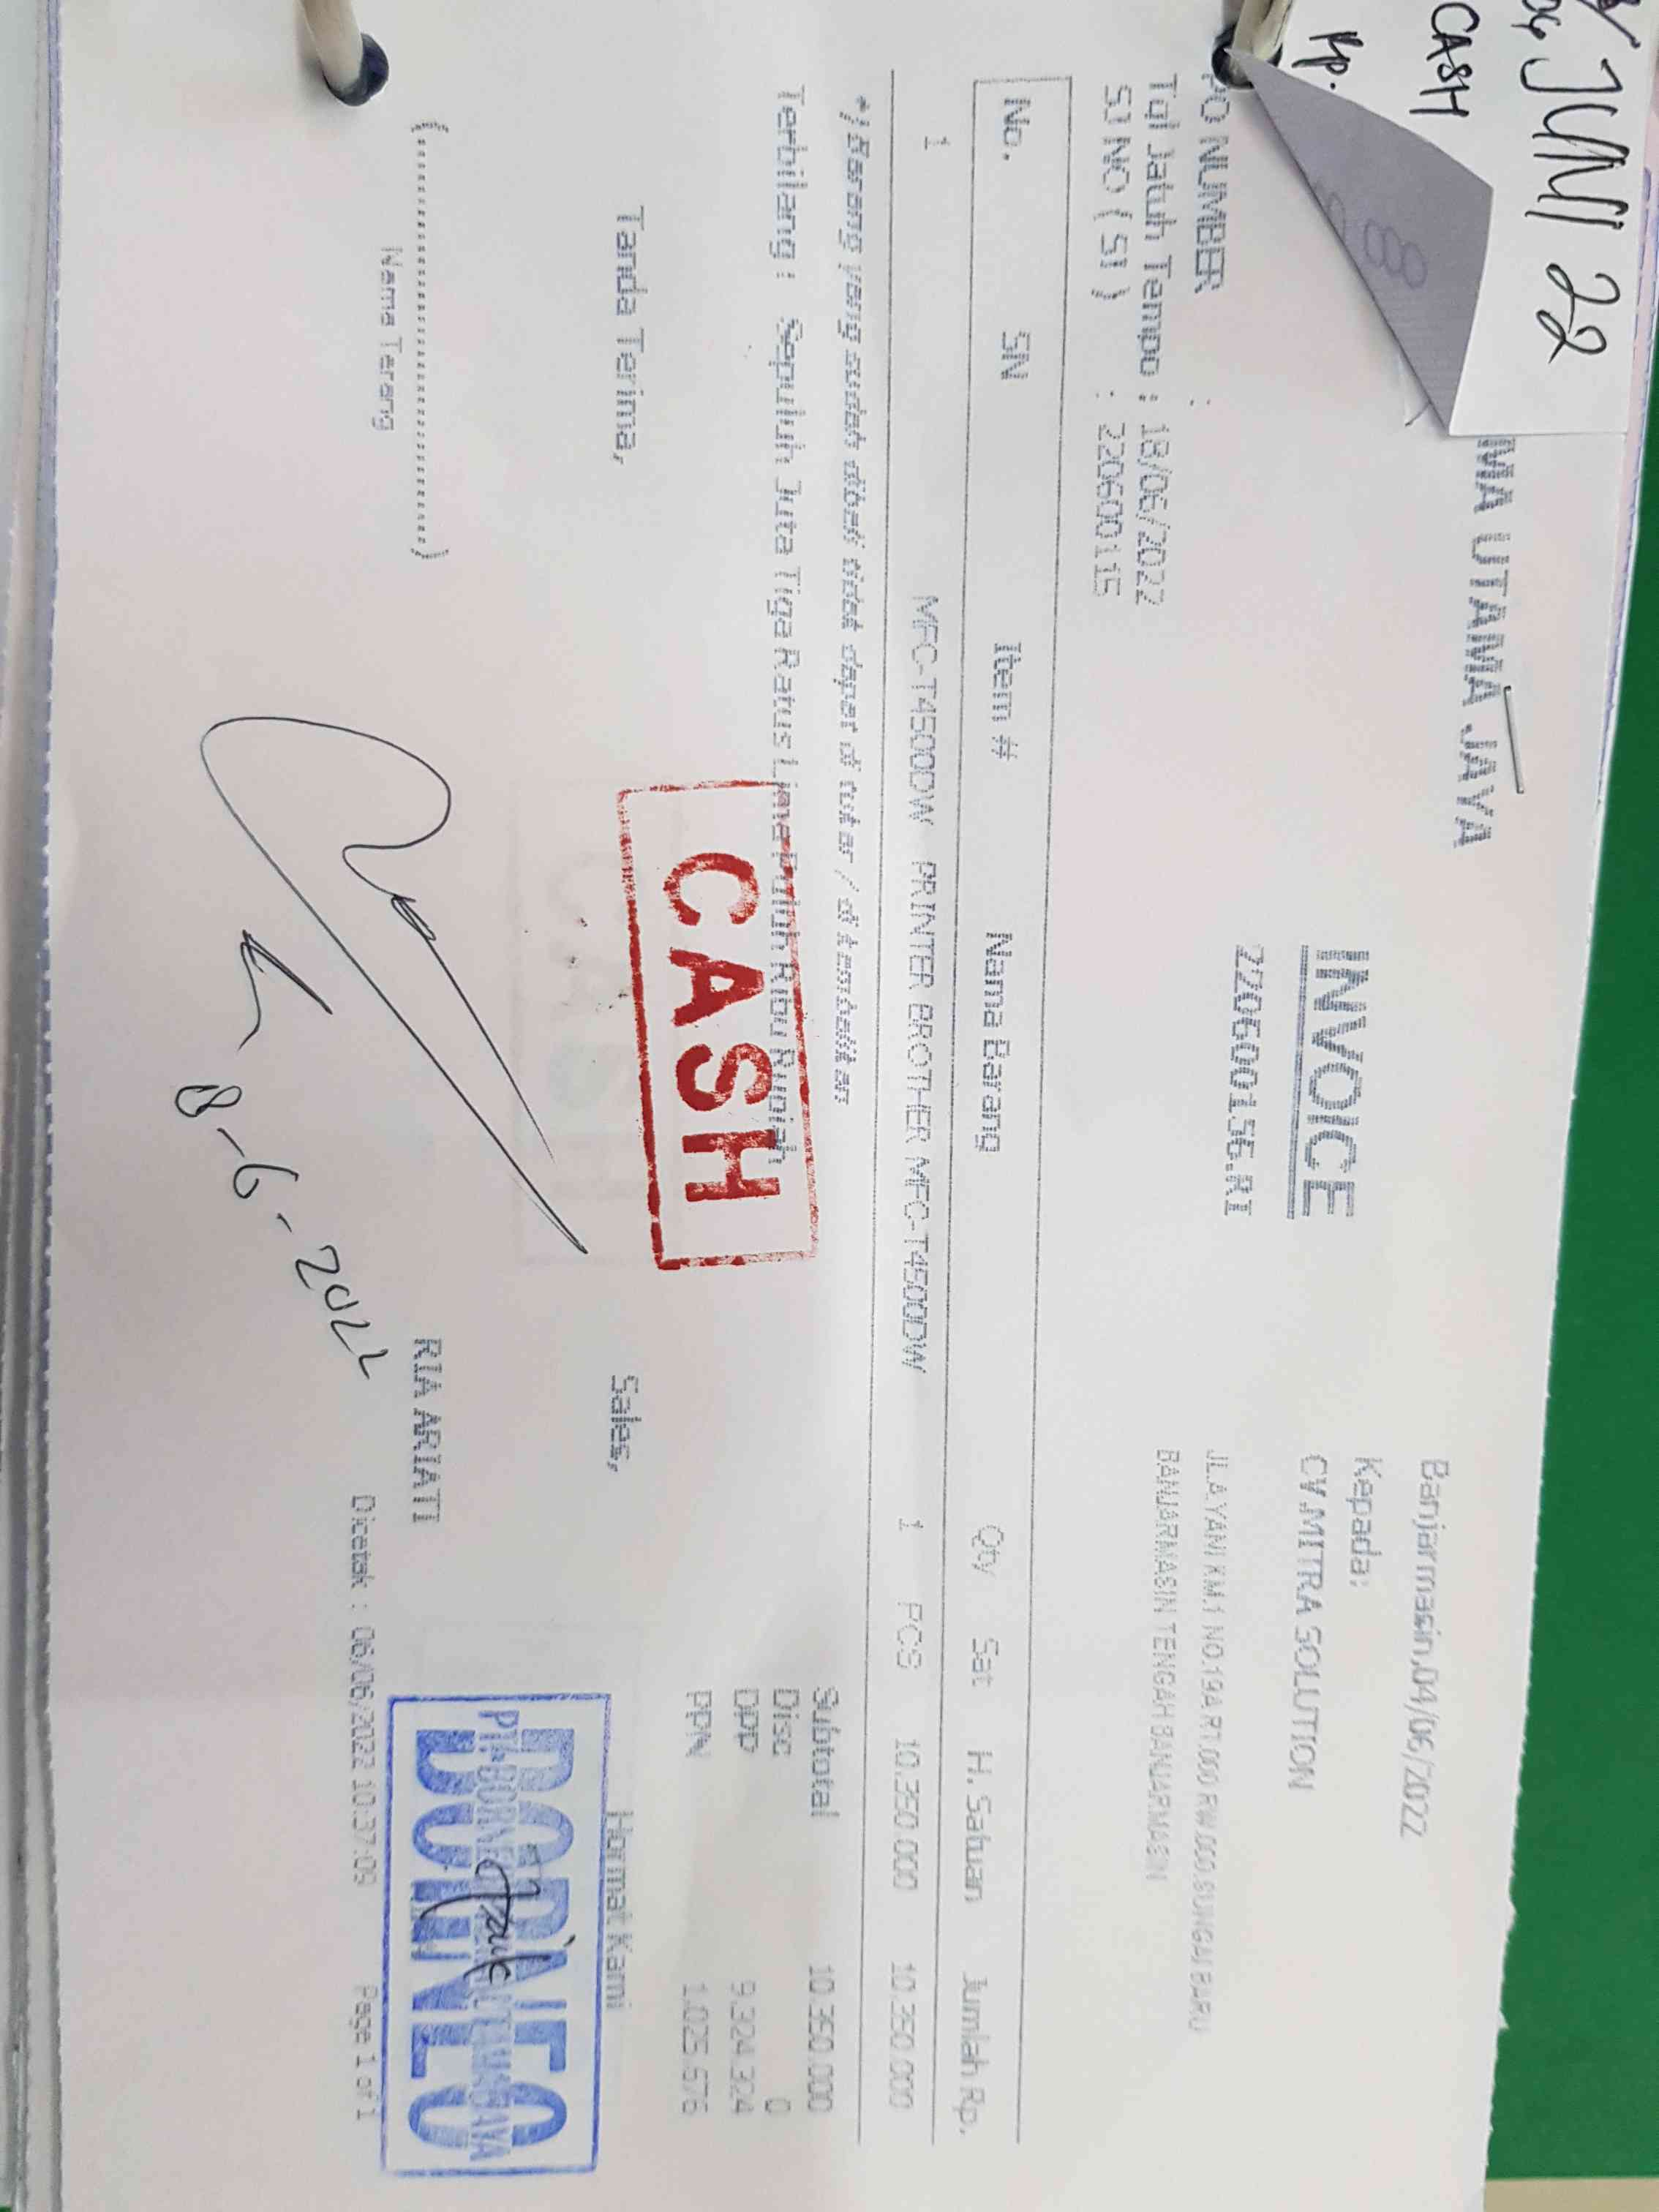 JUNI 22
CASH
Rp.
MA UTAMA JAYA
INVOICE
220600156.RI
Banjarmasin,04/06/2022
Kepada:
CV.MITRA SOLUTION
JL.A.YANI KM.1 NO.19A RT.000 RW.000,SUNGAI BARU
BANJARMASIN TENGAH BANJARMASIN
PO NUMBER :
Tgl Jatuh Tempo : 18/06/2022
SO NO ( SI ) : 220600115
No. SN Item # Nama Barang Qty Sat H. Satuan Jumlah Rp.
1 MFC-T4500DW PRINTER BROTHER MFC-T4500DW 1 PCS 10.350.000 10.350.000
*) Barang yang sudah dibeli tidak dapat di tukar / di kembalikan
Terbilang : Sepuluh Juta Tiga Ratus Lima Puluh Ribu Rupiah
Subtotal 10.350.000
Disc 0
DPP 9.324.324
PPN 1.025.676
CASH
Tanda Terima,
Sales,
Hormat Kami
BORNEO
BORNEO
(..............................)
Nama Terang
RIA ARIATI
8-6-2022
Dicetak : 06/06/2022 10:37:09 Page 1 of 1